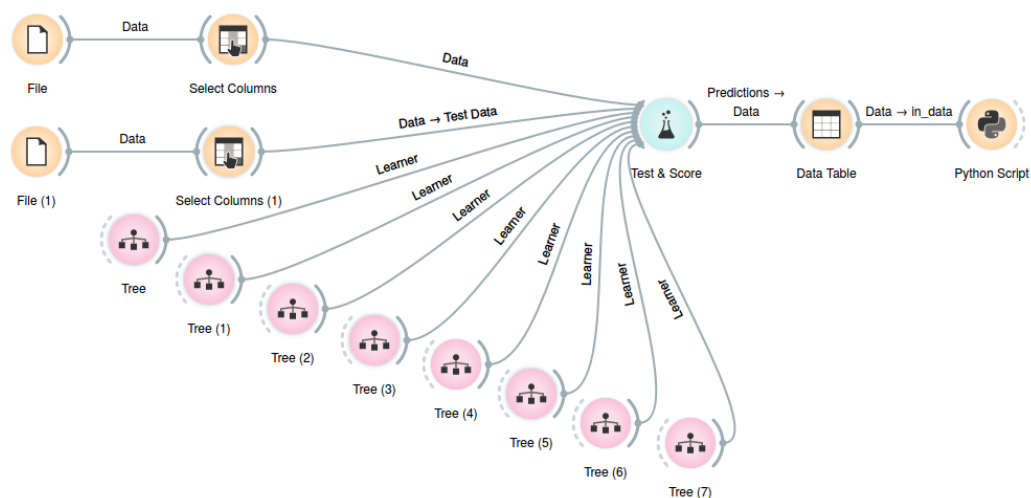 Data
Data
File
Select Columns
Predictions →
Data
Data → in_data
Data
Data → Test Data
File (1)
Select Columns (1)
Test & Score
Data Table
Python Script
Learner
Learner
Learner
Learner
Learner
Learner
Learner
Learner
Tree
Tree (1)
Tree (2)
Tree (3)
Tree (4)
Tree (5)
Tree (6)
Tree (7)